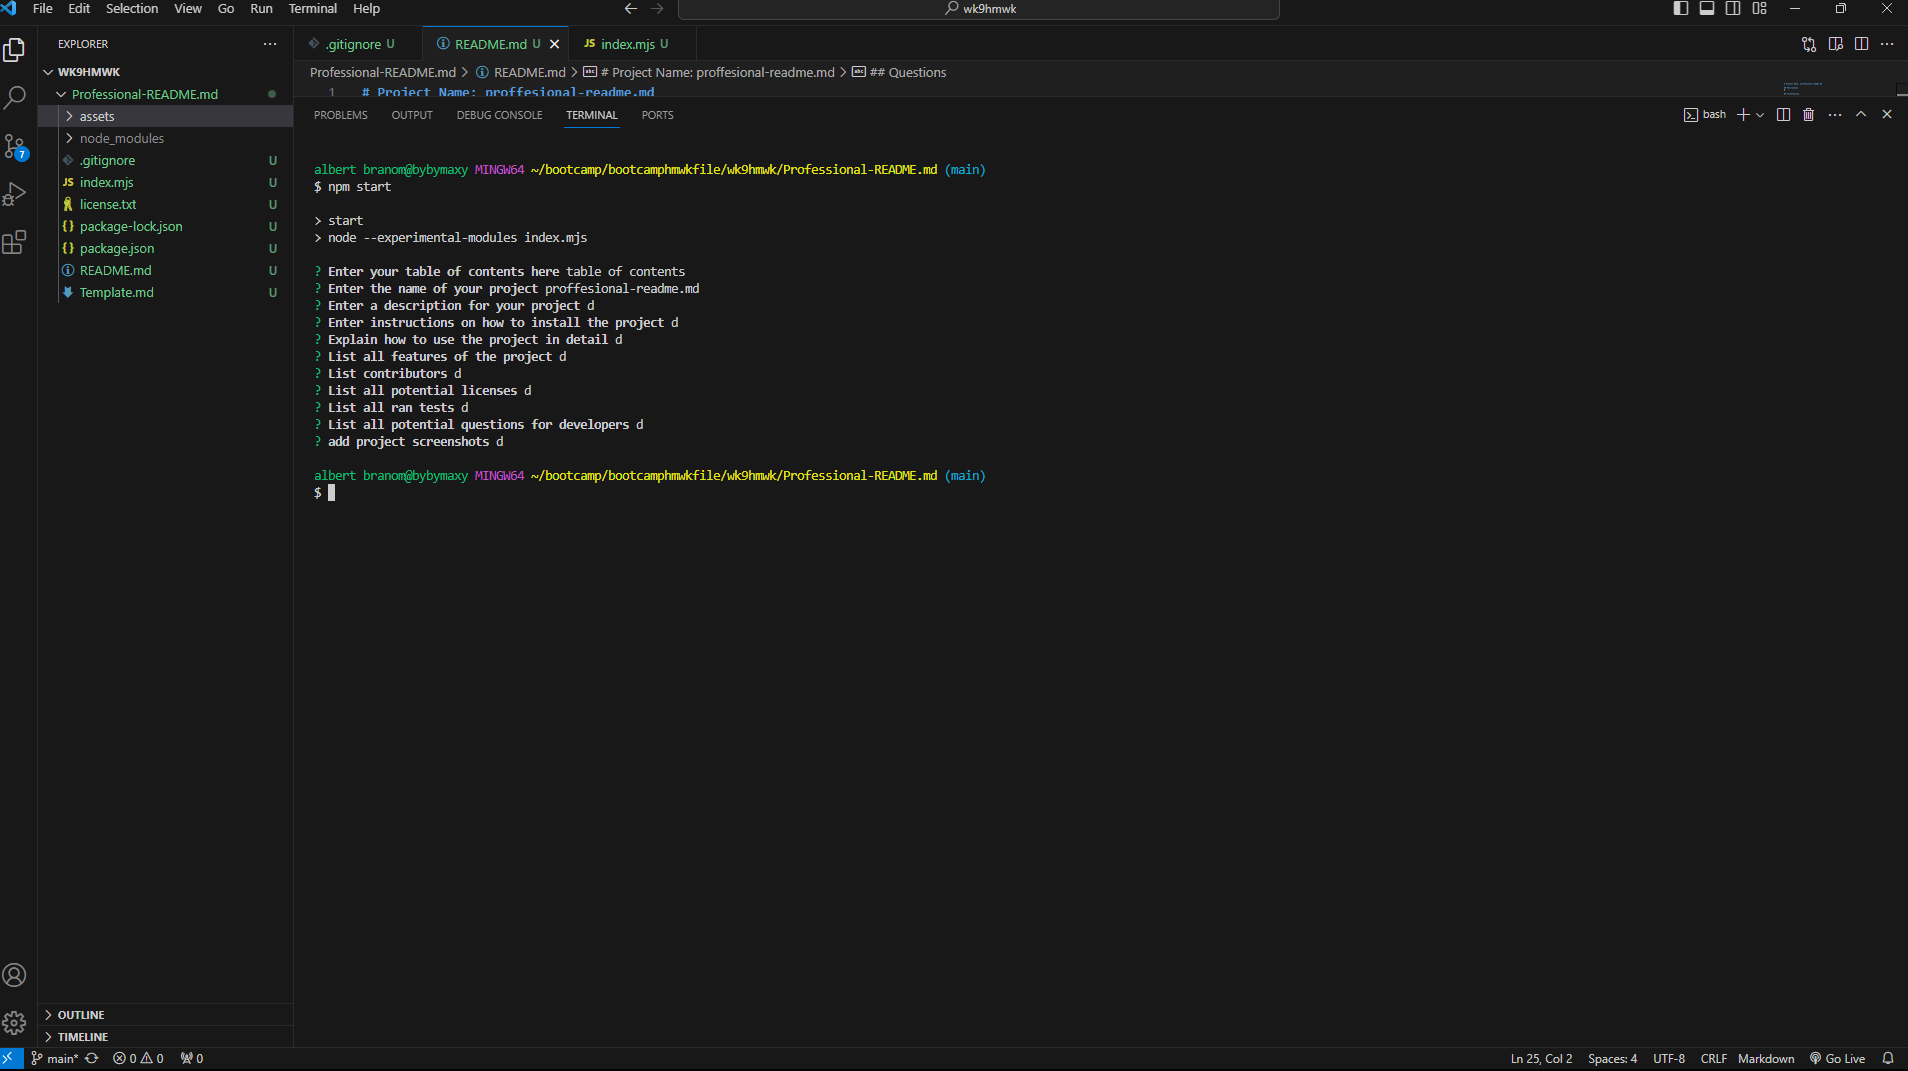 File Edit Selection View Go Run Terminal Help
wk9hmwk
EXPLORER
.gitignore U
README.md U
JS index.mjs U
WK9HMWK
Professional-README.md > README.md > # Project Name: proffesional-readme.md > ## Questions
Professional-README.md
1 # Project Name: proffesional-readme.md
assets
PROBLEMS OUTPUT DEBUG CONSOLE TERMINAL PORTS
bash
node_modules
.gitignore U
JS index.mjs U
license.txt U
{} package-lock.json U
{} package.json U
README.md U
Template.md U
albert branom@bybymaxy MINGW64 ~/bootcamp/bootcamphmwkfile/wk9hmwk/Professional-README.md (main)
$ npm start
> start
> node --experimental-modules index.mjs
? Enter your table of contents here table of contents
? Enter the name of your project proffesional-readme.md
? Enter a description for your project d
? Enter instructions on how to install the project d
? Explain how to use the project in detail d
? List all features of the project d
? List contributors d
? List all potential licenses d
? List all ran tests d
? List all potential questions for developers d
? add project screenshots d
albert branom@bybymaxy MINGW64 ~/bootcamp/bootcamphmwkfile/wk9hmwk/Professional-README.md (main)
$
7
OUTLINE
TIMELINE
main* 0 0 0
Ln 25, Col 2 Spaces: 4 UTF-8 CRLF Markdown Go Live